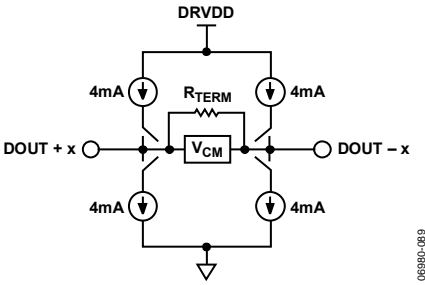 DRVDD
4mA
4mA
RTERM
DOUT + x
VCM
DOUT – x
4mA
4mA
06980-089